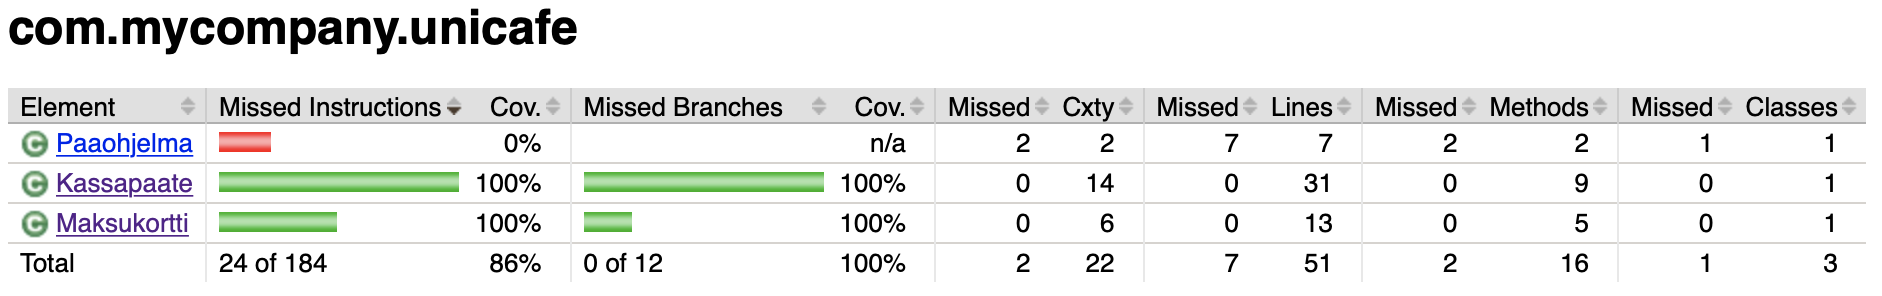 com.mycompany.unicafe
Element Missed Instructions Cov. Missed Branches Cov. Missed Cxty Missed Lines Missed Methods Missed Classes
C Paaohjelma 0% n/a 2 2 7 7 2 2 1 1
C Kassapaate 100% 100% 0 14 0 31 0 9 0 1
C Maksukortti 100% 100% 0 6 0 13 0 5 0 1
Total 24 of 184 86% 0 of 12 100% 2 22 7 51 2 16 1 3